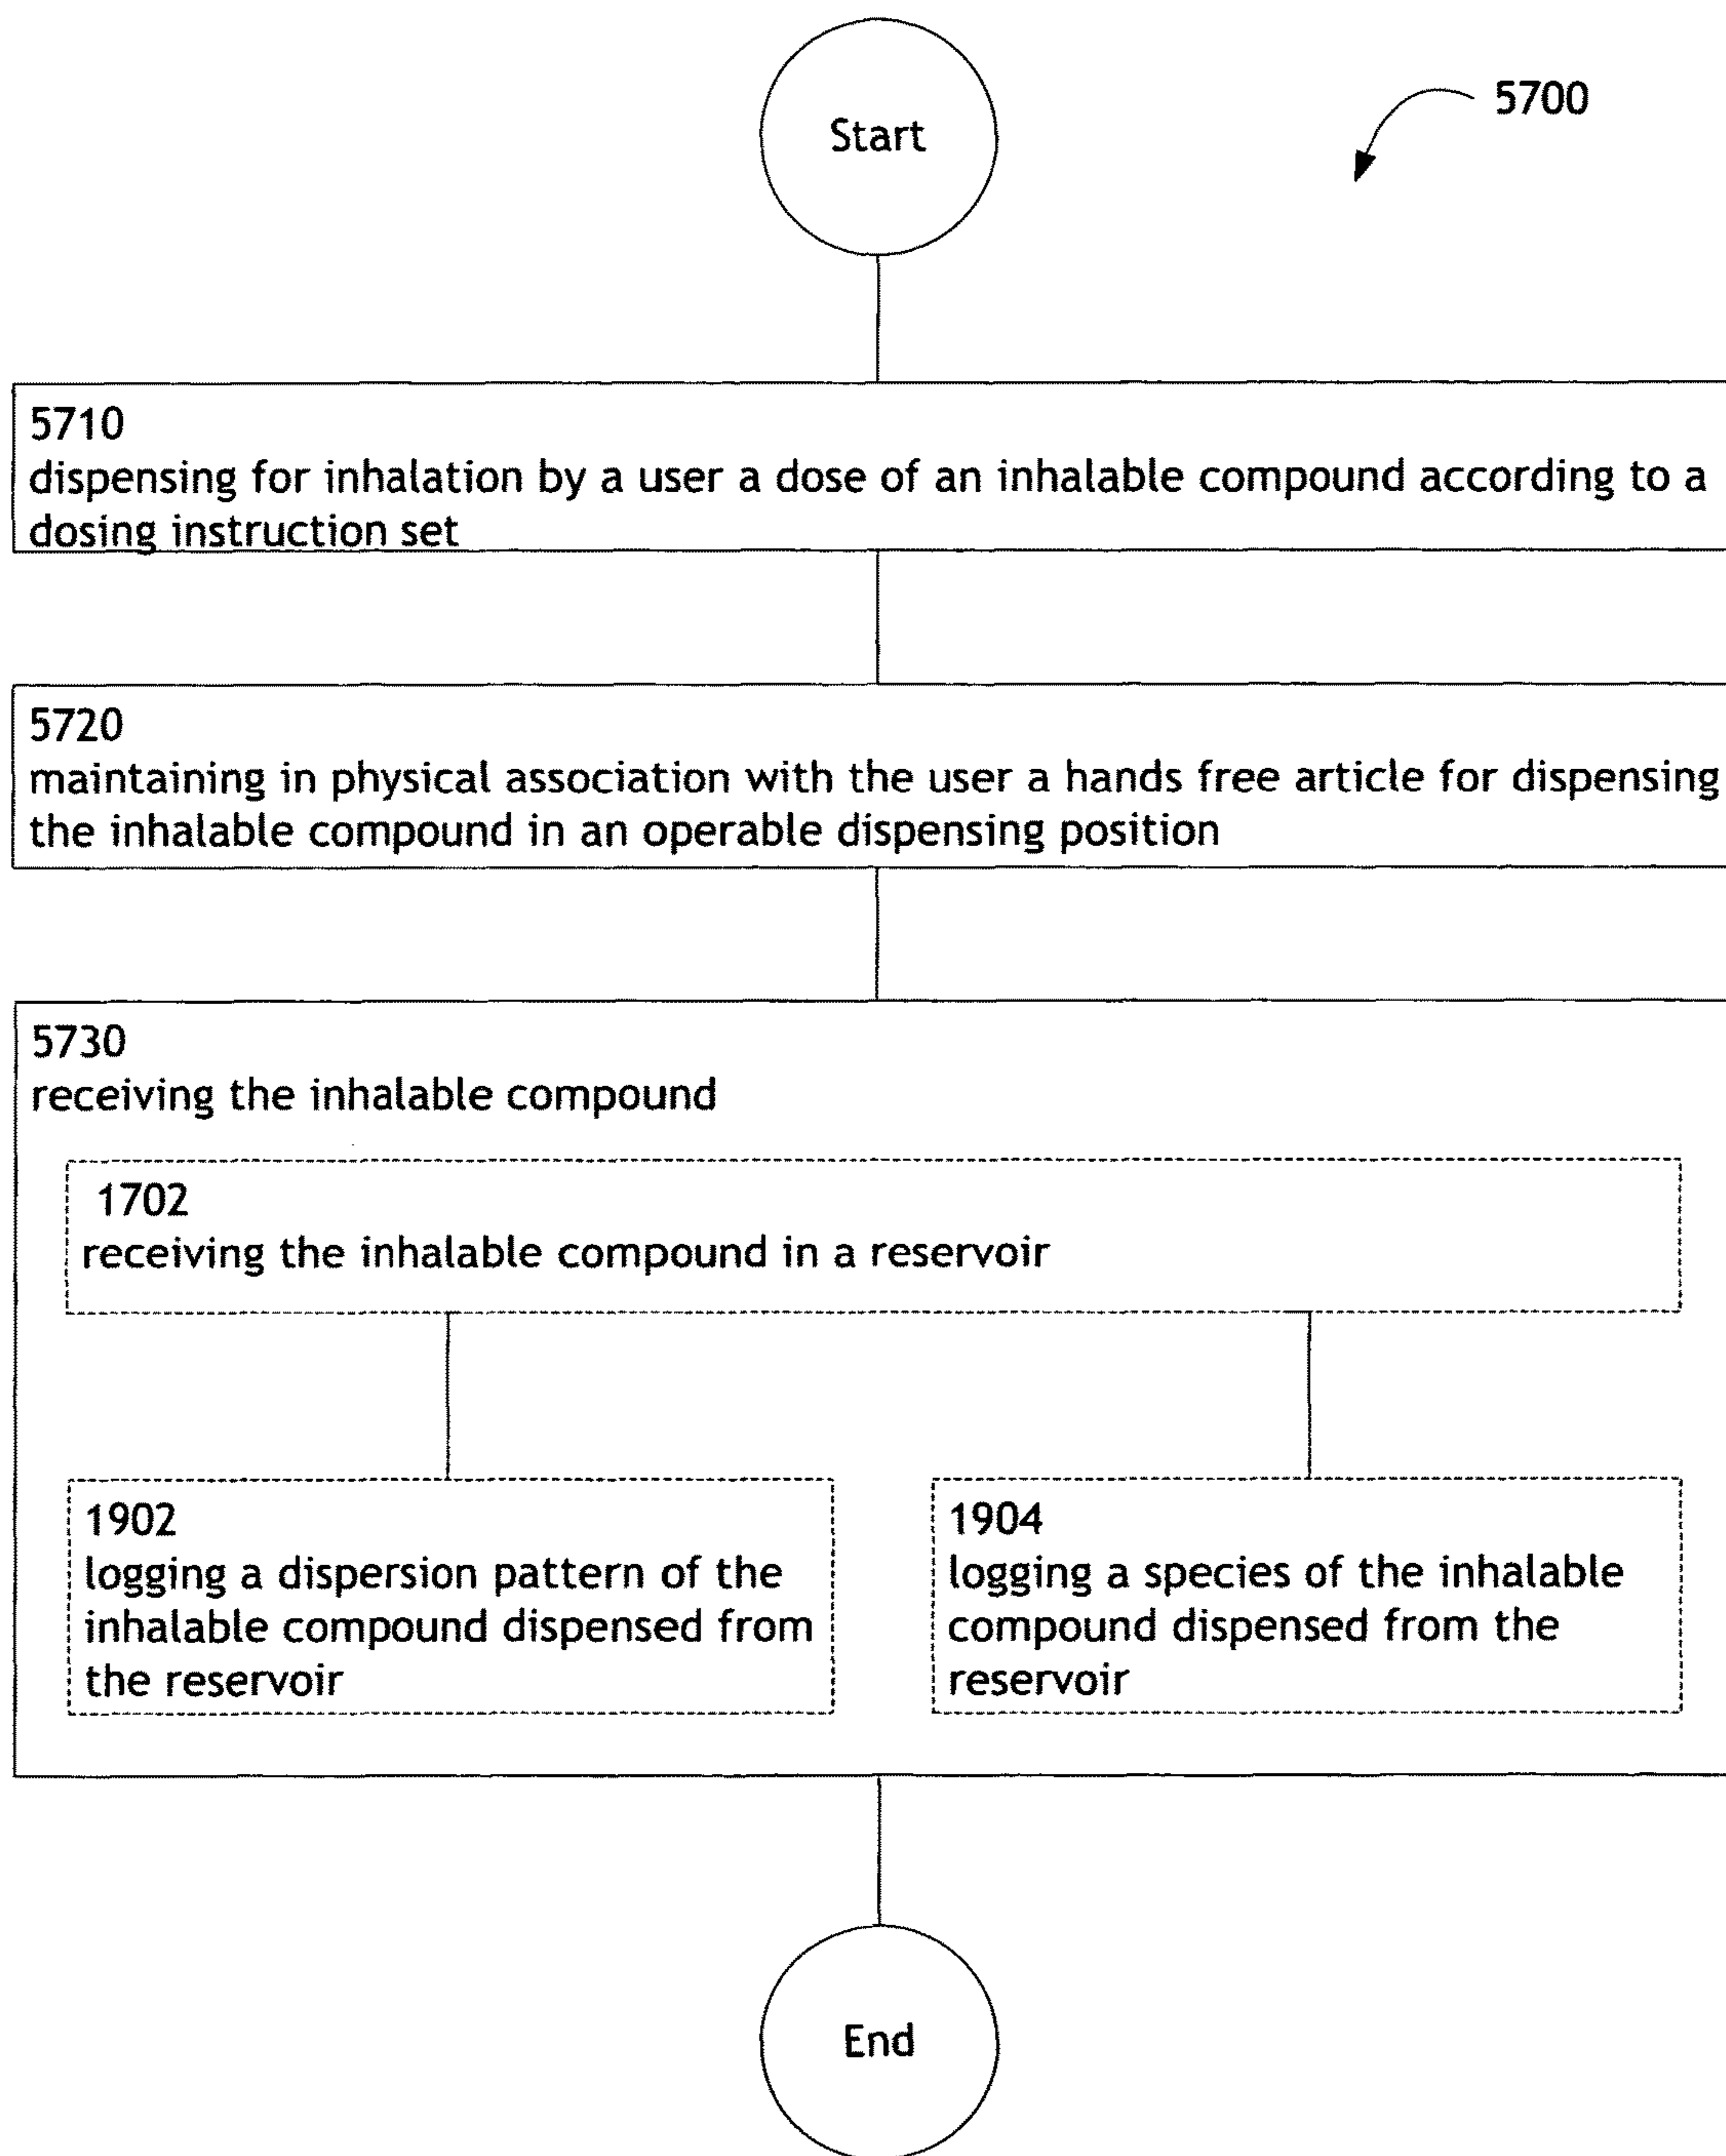 Start
5700
5710
dispensing for inhalation by a user a dose of an inhalable compound according to a
dosing instruction set
5720
maintaining in physical association with the user a hands free article for dispensing
the inhalable compound in an operable dispensing position
5730
receiving the inhalable compound
1702
receiving the inhalable compound in a reservoir
1902
logging a dispersion pattern of the
inhalable compound dispensed from
the reservoir
1904
logging a species of the inhalable
compound dispensed from the
reservoir
End